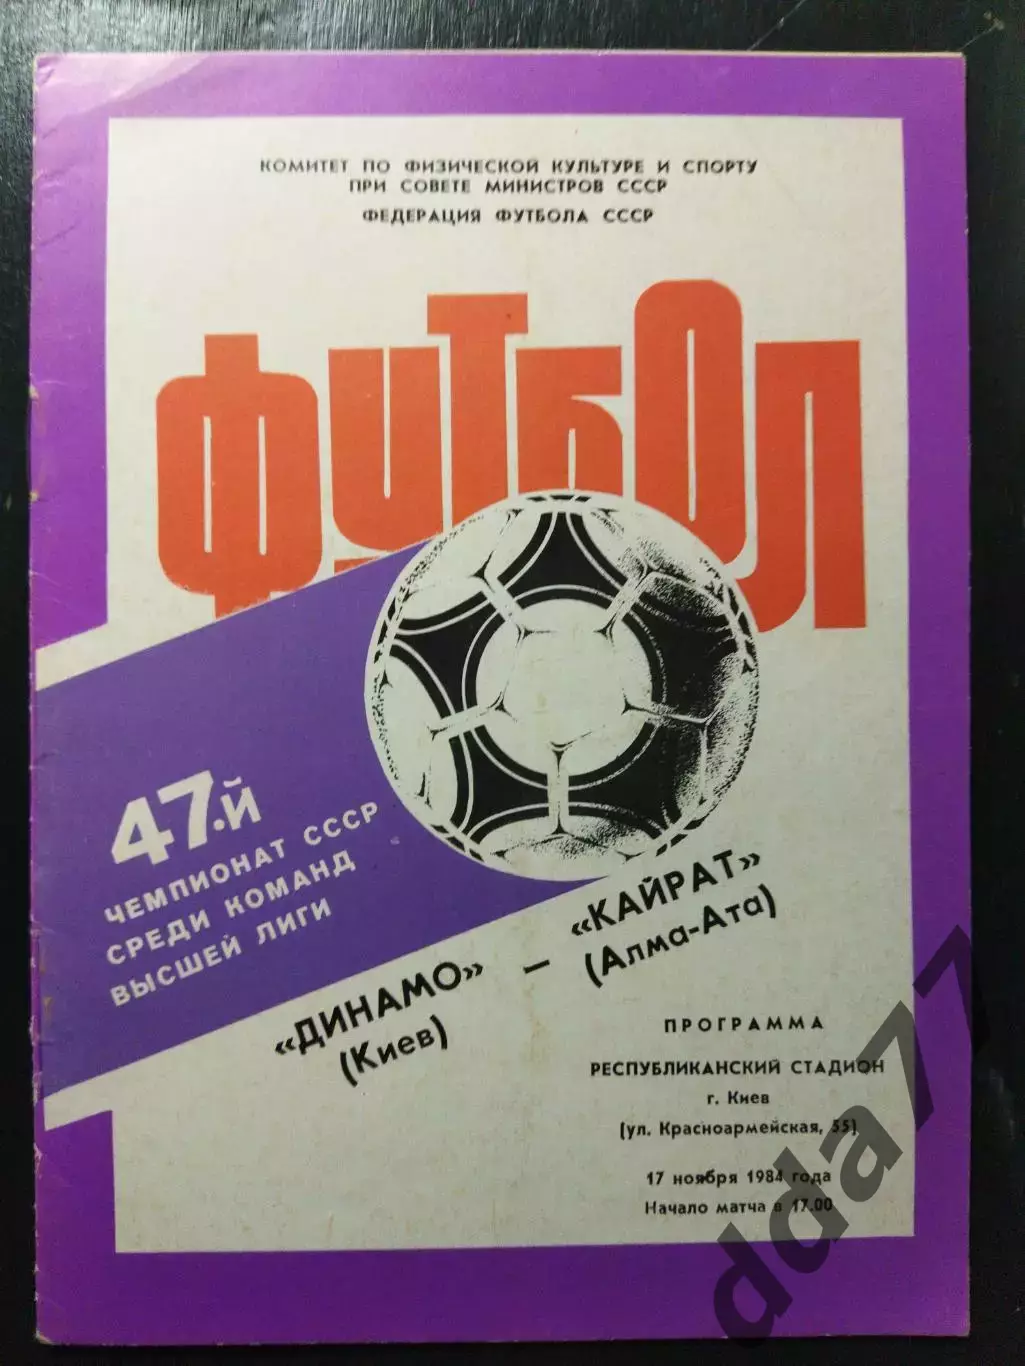 КОМИТЕТ ПО ФИЗИЧЕСКОЙ КУЛЬТУРЕ И СПОРТУ
ПРИ СОВЕТЕ МИНИСТРОВ СССР
ФЕДЕРАЦИЯ ФУТБОЛА СССР
ФУТБОЛ
47-Й
ЧЕМПИОНАТ СССР
СРЕДИ КОМАНД
ВЫСШЕЙ ЛИГИ
«ДИНАМО» – «КАЙРАТ»
(Киев) (Алма-Ата)
ПРОГРАММА
РЕСПУБЛИКАНСКИЙ СТАДИОН
г. Киев
(ул. Красноармейская, 55)
17 ноября 1984 года
Начало матча в 17.00
dda77